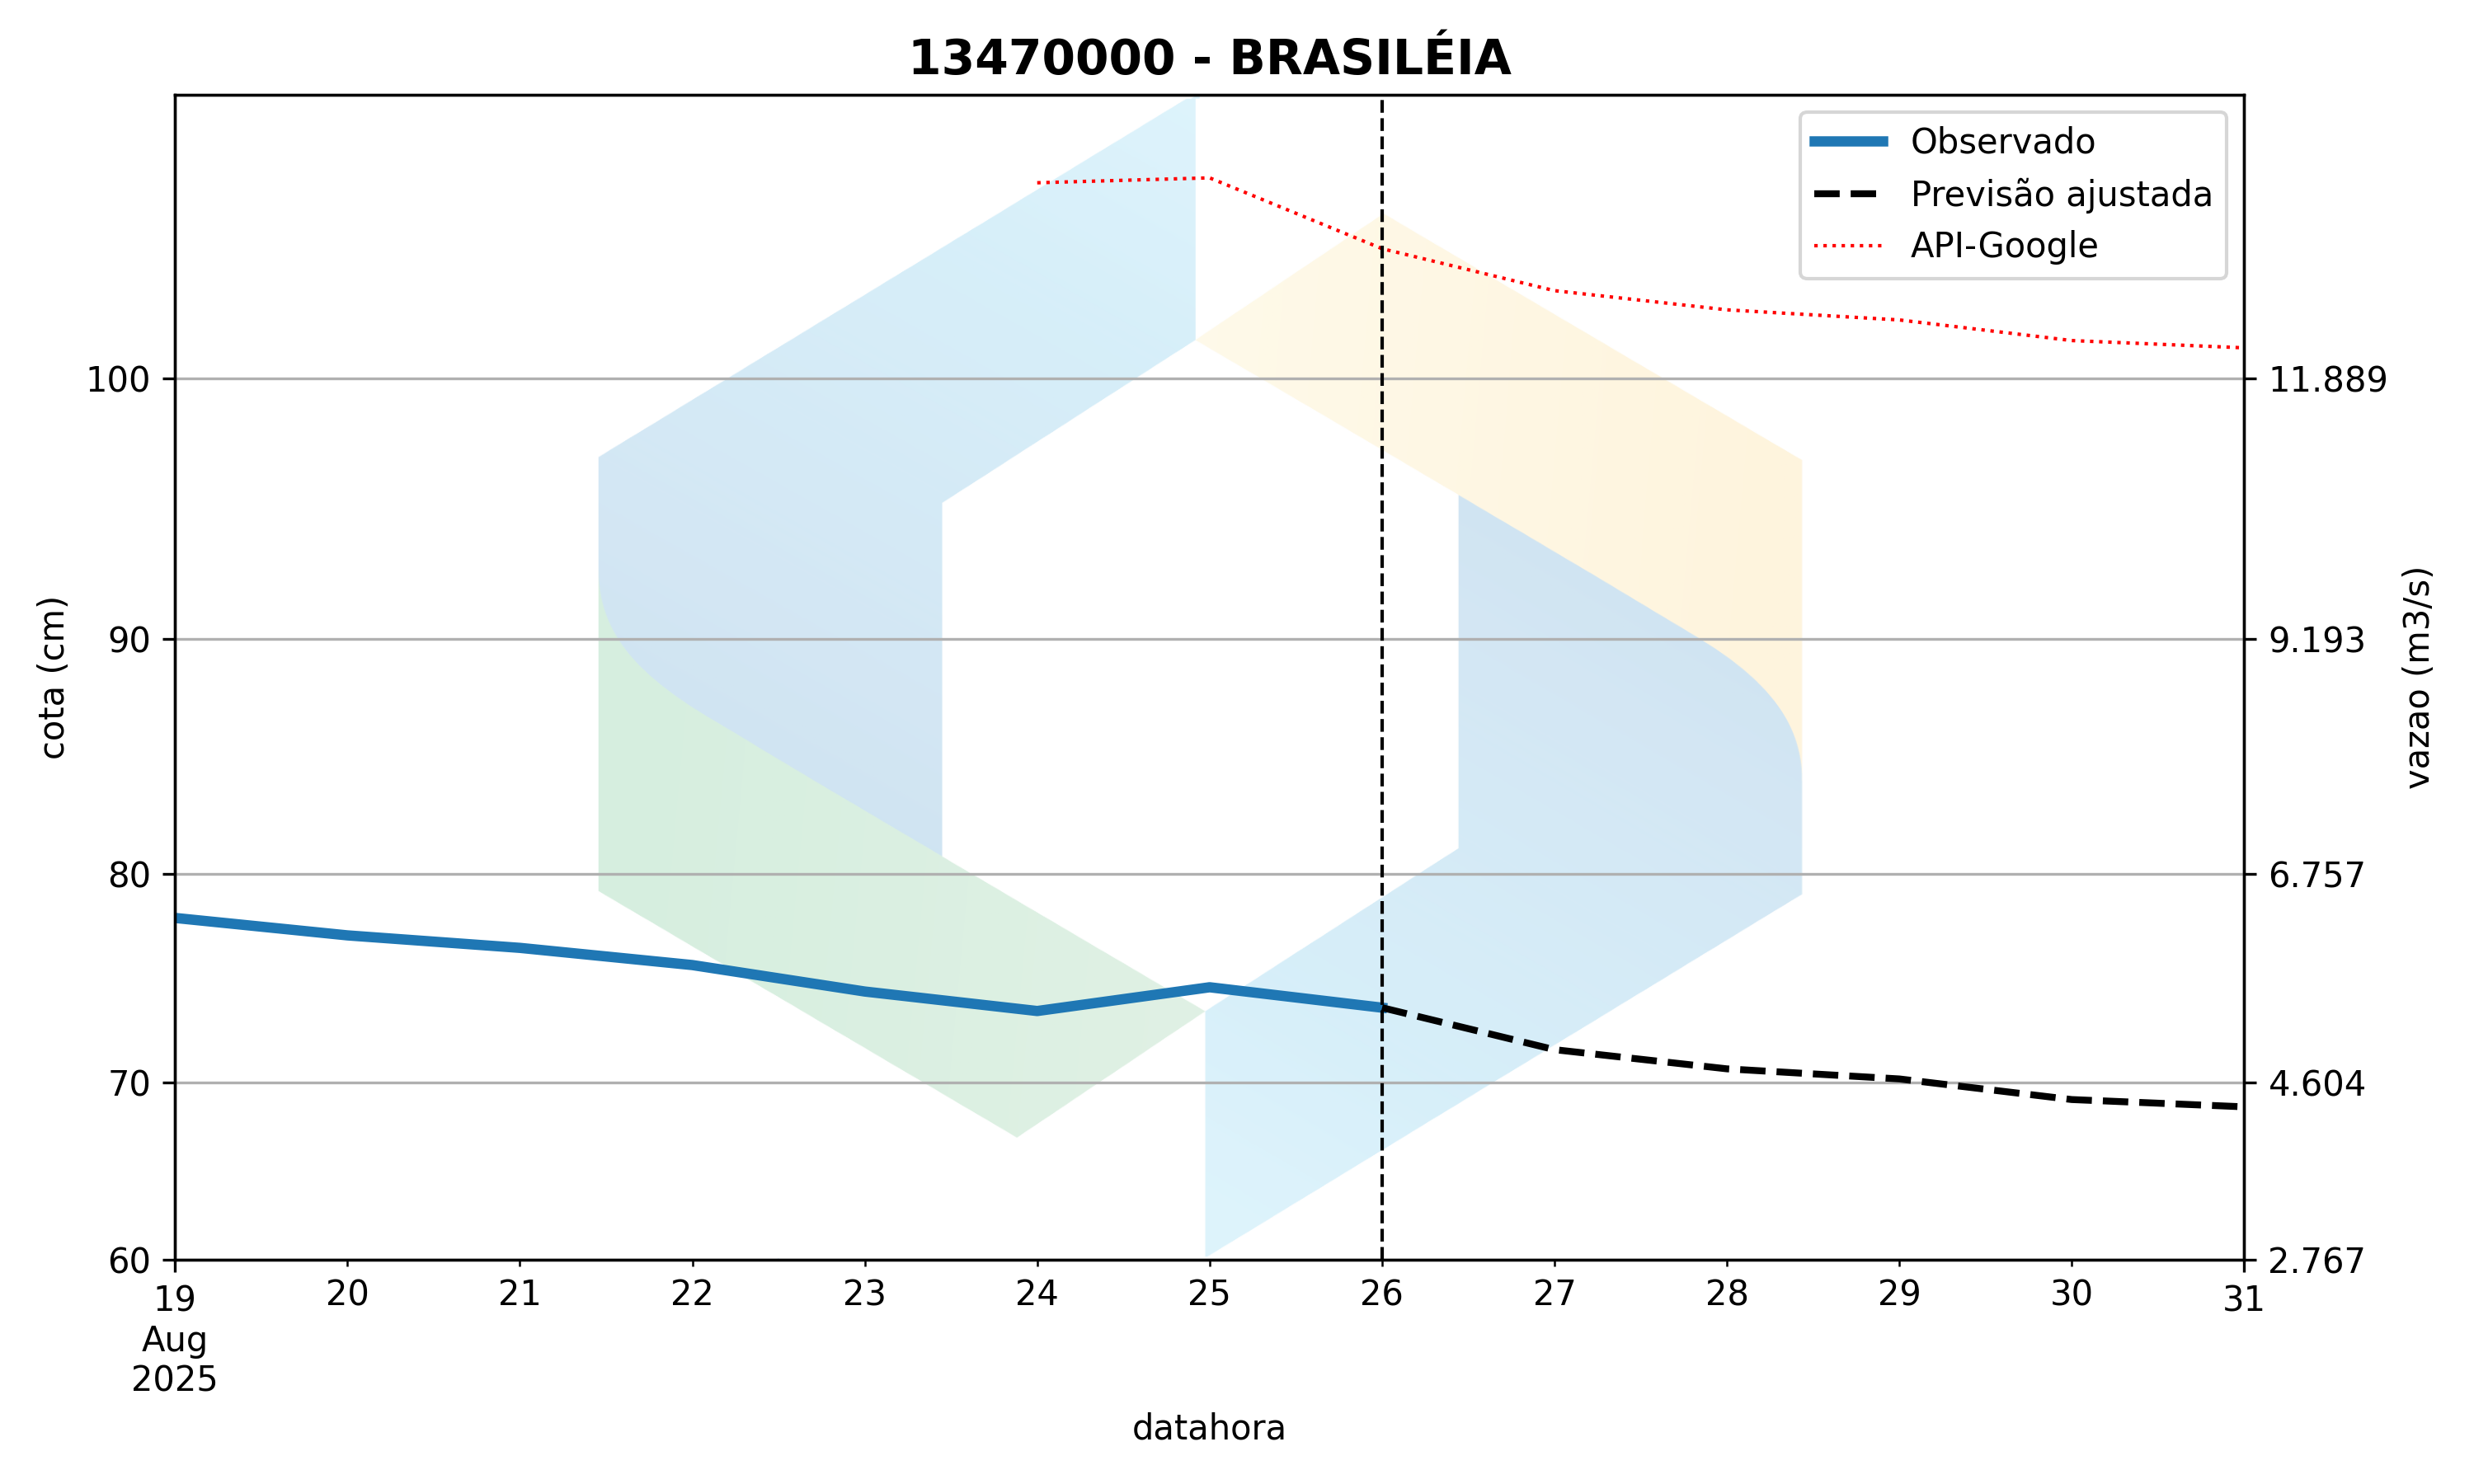 13470000 - BRASILÉIA
Observado
Previsão ajustada
API-Google
100
90
80
70
60
cota (cm)
11.889
9.193
6.757
4.604
2.767
vazao (m3/s)
19 20 21 22 23 24 25 26 27 28 29 30 31
Aug
2025
datahora